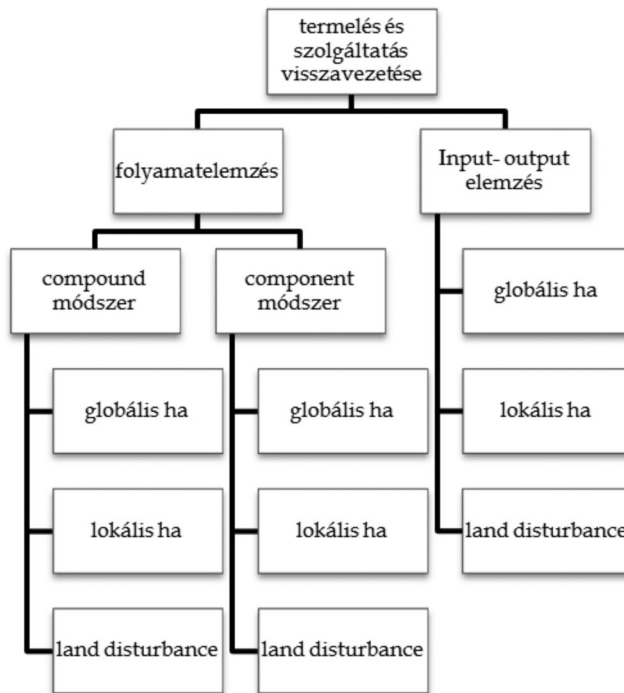 termelés és
szolgáltatás
visszavezetése
folyamatelemzés
Input- output
elemzés
compound
módszer
component
módszer
globális ha
lokális ha
land disturbance
globális ha
lokális ha
land disturbance
globális ha
lokális ha
land disturbance